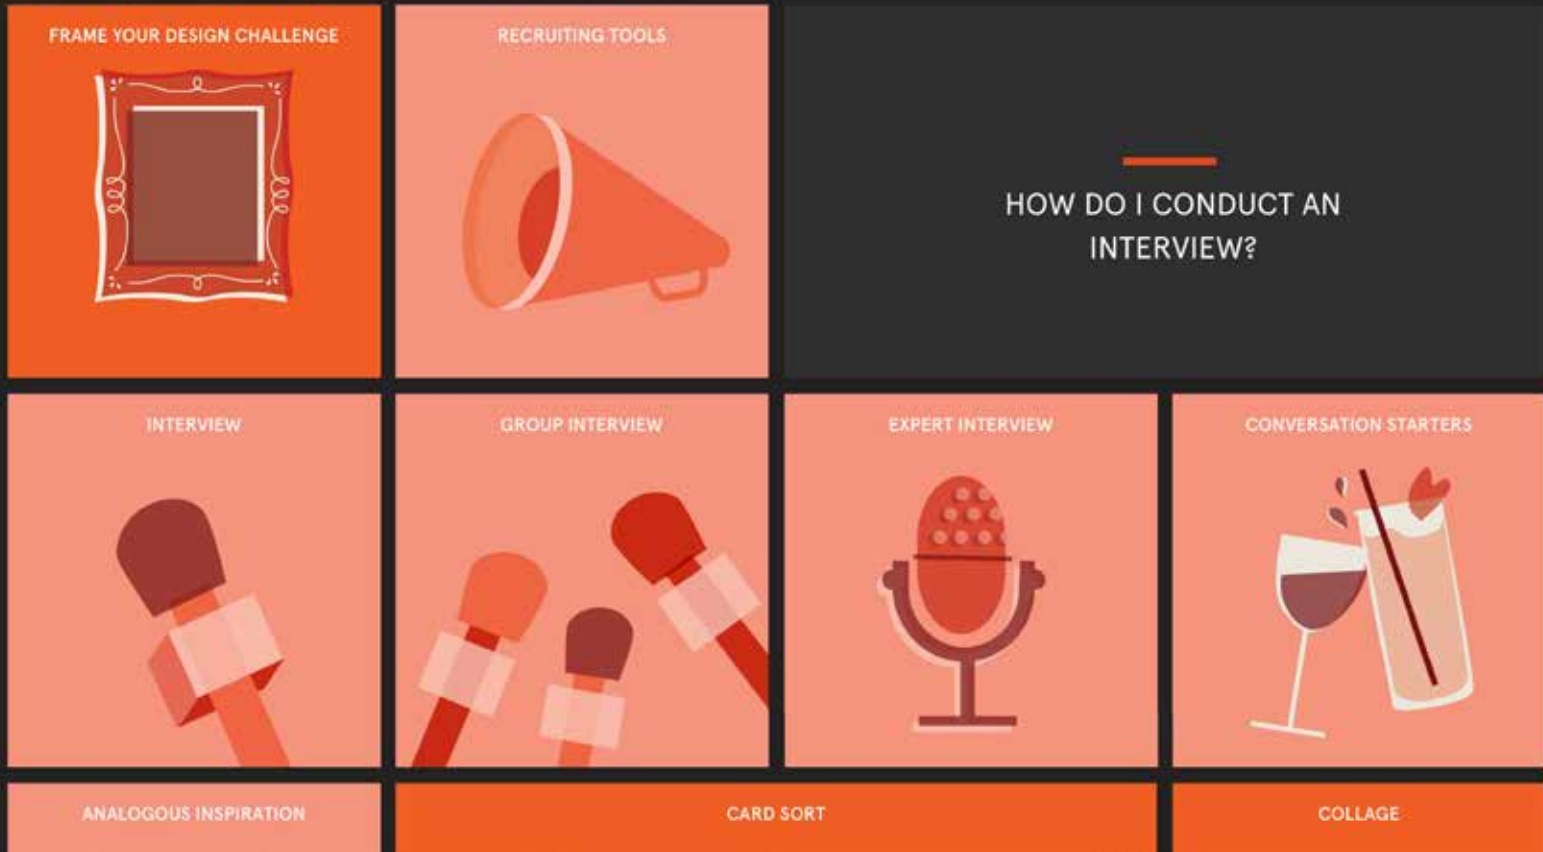 FRAME YOUR DESIGN CHALLENGE
RECRUITING TOOLS
HOW DO I CONDUCT AN
INTERVIEW?
INTERVIEW
GROUP INTERVIEW
EXPERT INTERVIEW
CONVERSATION STARTERS
ANALOGOUS INSPIRATION
CARD SORT
COLLAGE